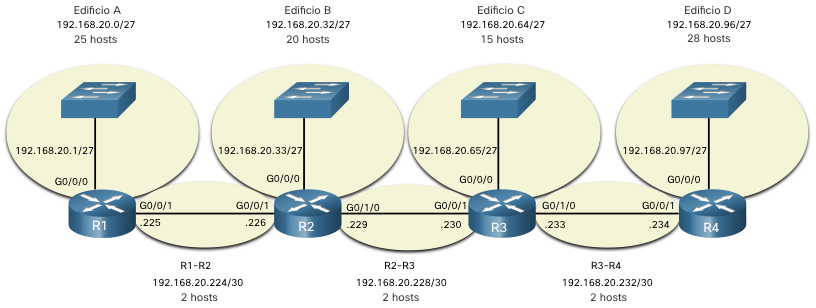 Edificio A
192.168.20.0/27
25 hosts
Edificio B
192.168.20.32/27
20 hosts
Edificio C
192.168.20.64/27
15 hosts
Edificio D
192.168.20.96/27
28 hosts
192.168.20.1/27
G0/0/0
192.168.20.33/27
G0/0/0
192.168.20.65/27
G0/0/0
192.168.20.97/27
G0/0/0
R1
G0/0/1
.225
G0/0/1
.226
R2
G0/1/0
.229
G0/0/1
.230
R3
G0/1/0
.233
G0/0/1
.234
R4
R1-R2
192.168.20.224/30
2 hosts
R2-R3
192.168.20.228/30
2 hosts
R3-R4
192.168.20.232/30
2 hosts